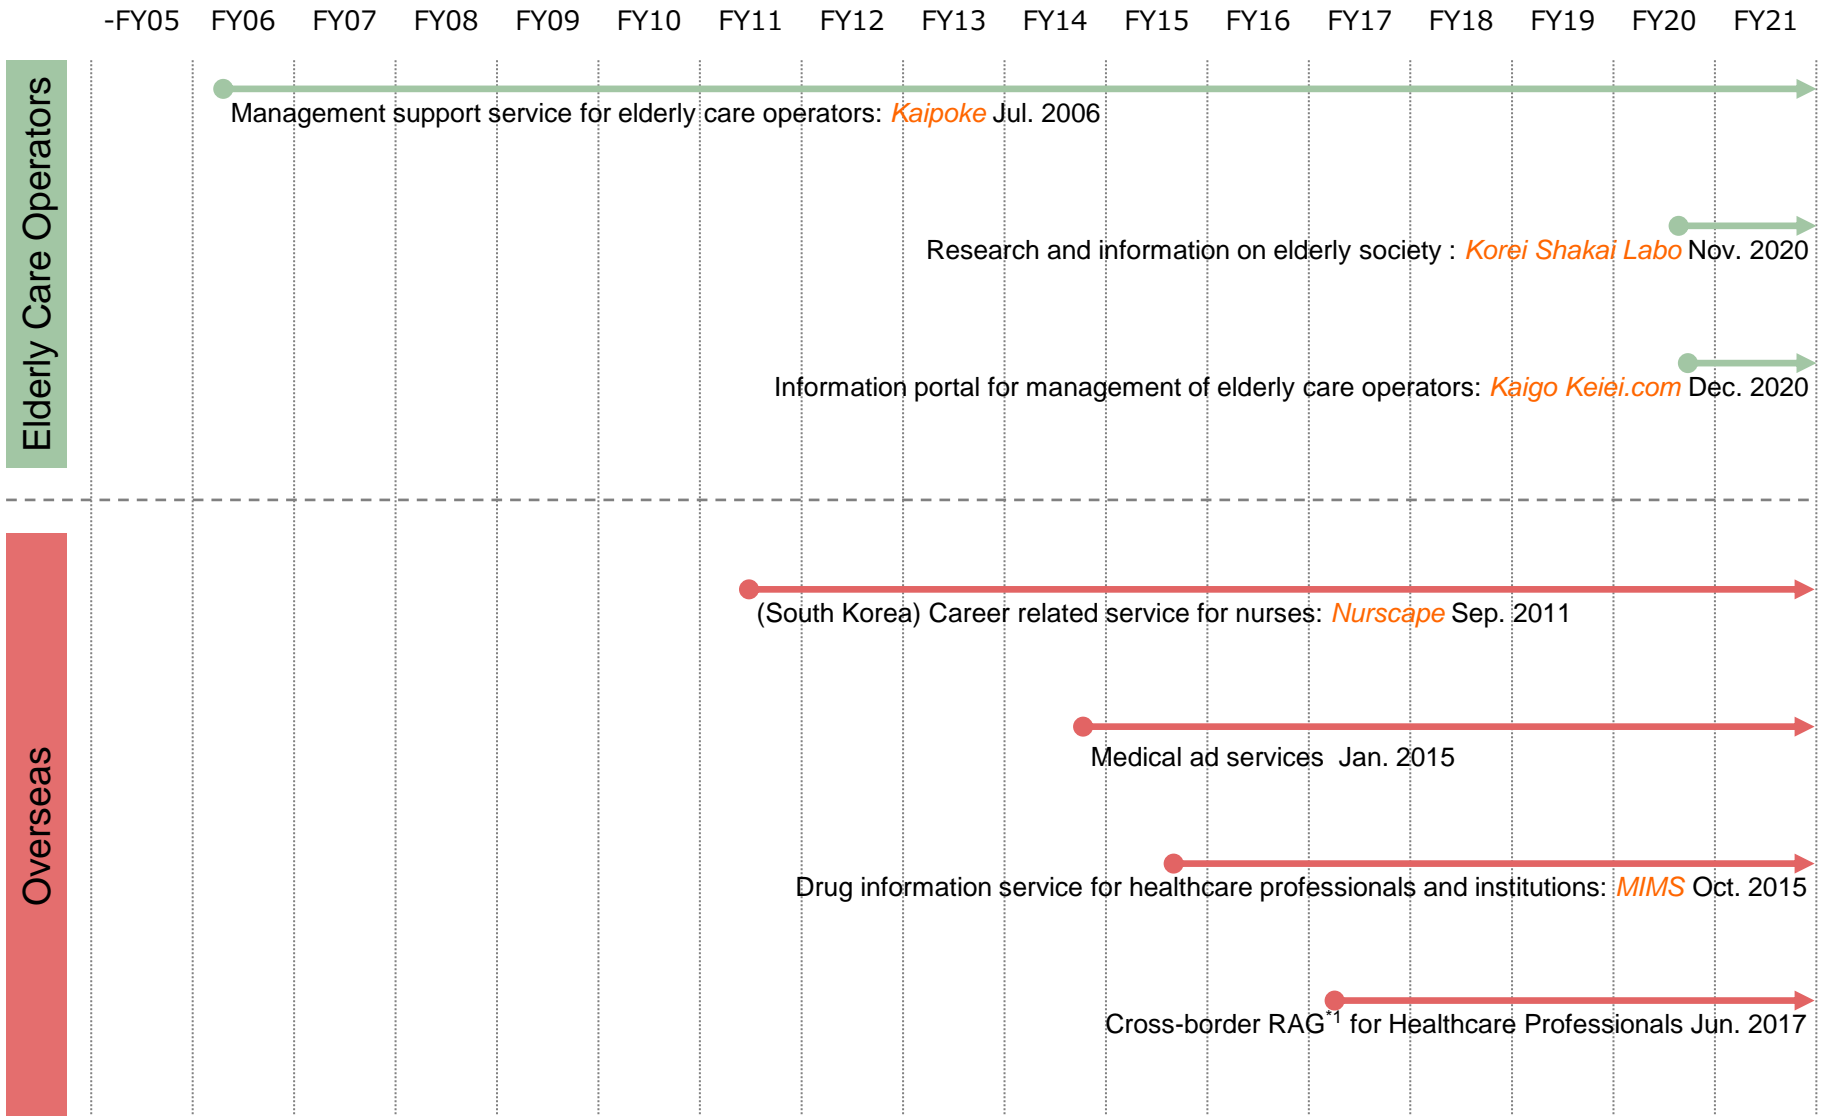 -FY05 FY06 FY07 FY08 FY09 FY10 FY11 FY12 FY13 FY14 FY15 FY16 FY17 FY18 FY19 FY20 FY21
Elderly Care Operators
Management support service for elderly care operators: Kaipoke Jul. 2006
Research and information on elderly society : Korei Shakai Labo Nov. 2020
Information portal for management of elderly care operators: Kaigo Keiei.com Dec. 2020
Overseas
(South Korea) Career related service for nurses: Nurscape Sep. 2011
Medical ad services Jan. 2015
Drug information service for healthcare professionals and institutions: MIMS Oct. 2015
Cross-border RAG*1 for Healthcare Professionals Jun. 2017